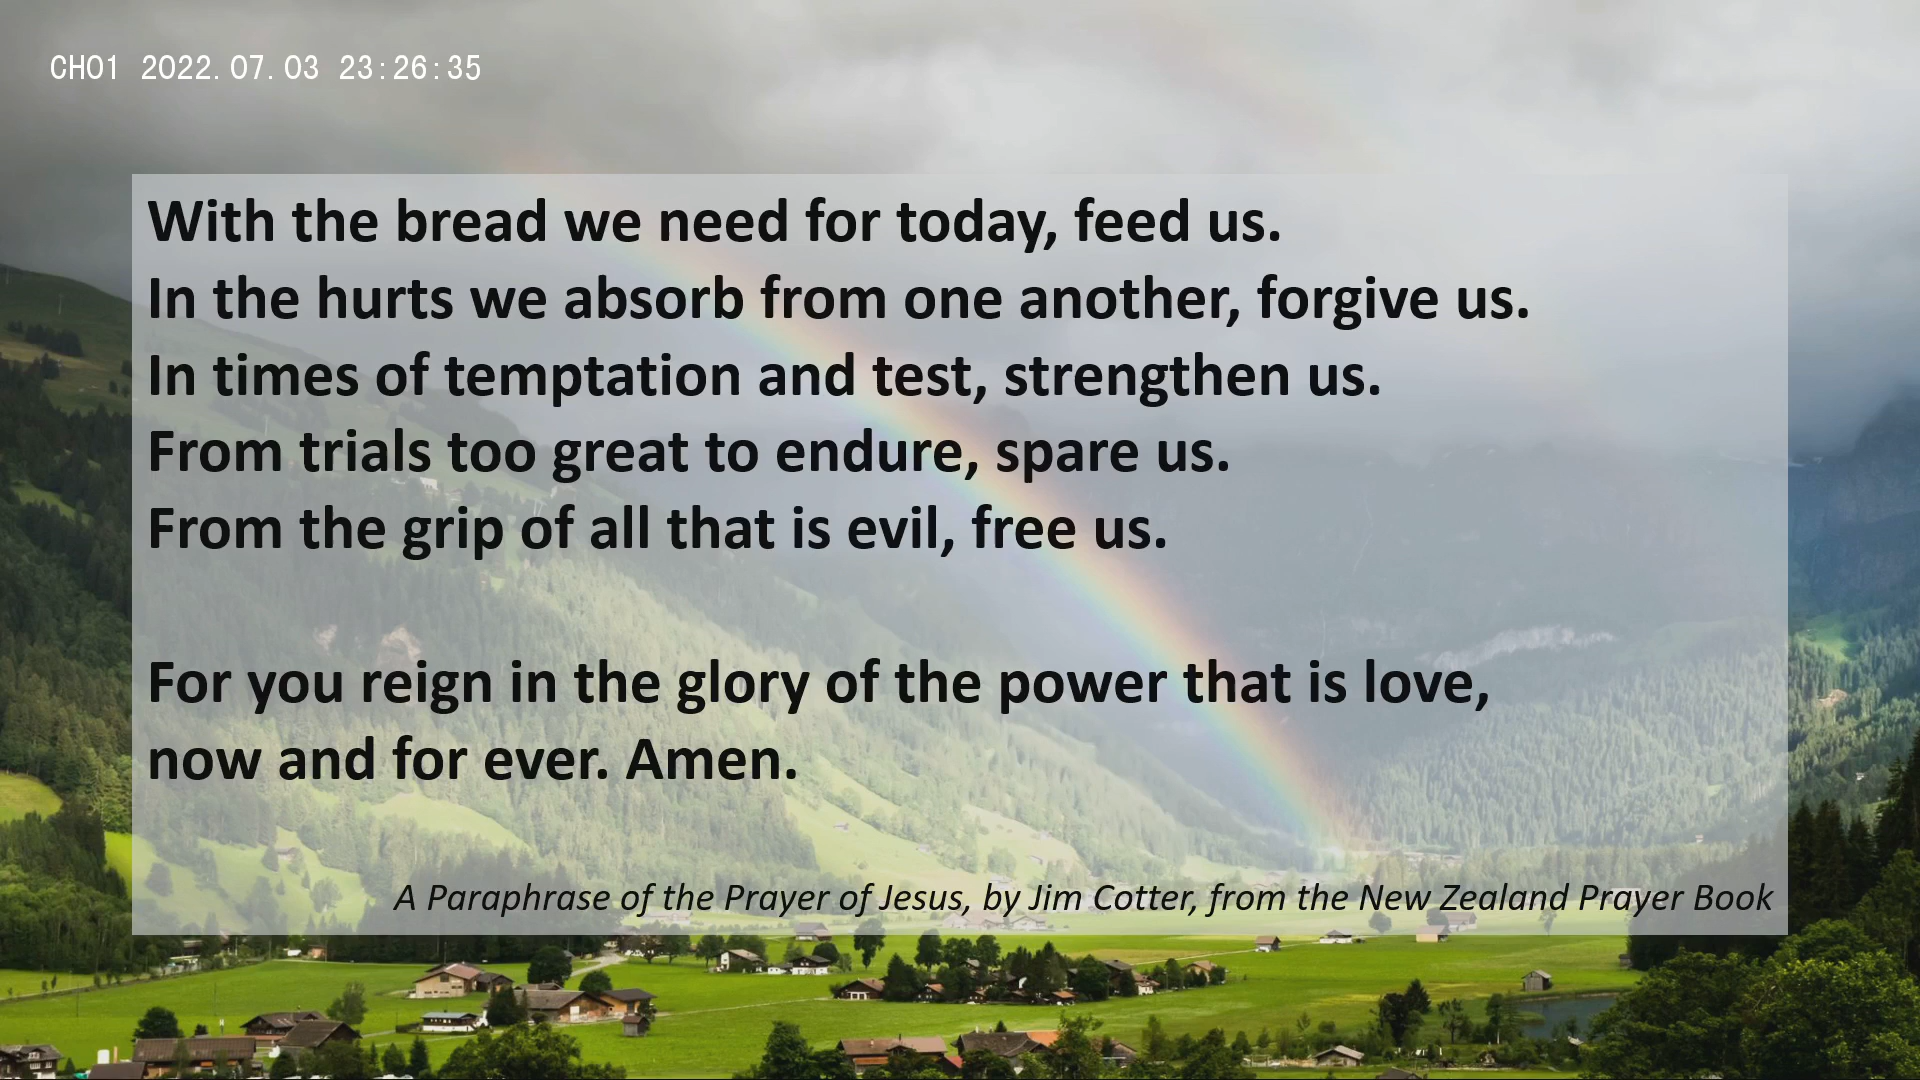 CH01 2022.07.03 23:26:35
With the bread we need for today, feed us.
In the hurts we absorb from one another, forgive us.
In times of temptation and test, strengthen us.
From trials too great to endure, spare us.
From the grip of all that is evil, free us.
For you reign in the glory of the power that is love,
now and for ever. Amen.
A Paraphrase of the Prayer of Jesus, by Jim Cotter, from the New Zealand Prayer Book